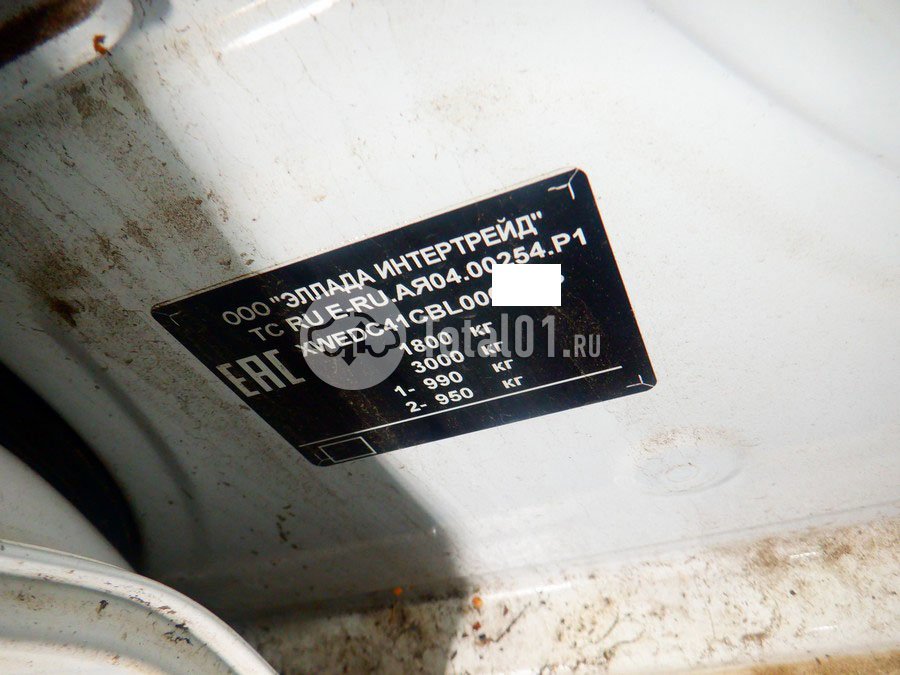 ООО "ЭЛЛАДА ИНТЕРТРЕЙД"
ТС RU E-RU.АЯ04.00254.Р1
XWEDC41CBL00
1800 кг
3000 кг
1- 990 кг
2- 950 кг
EAC
Total01.RU